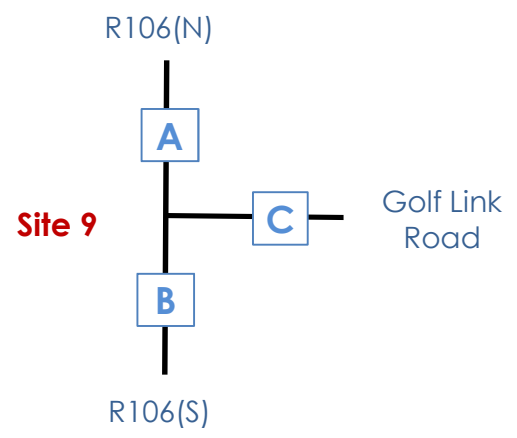 R106(N)
A
Site 9
C
Golf Link
Road
B
R106(S)